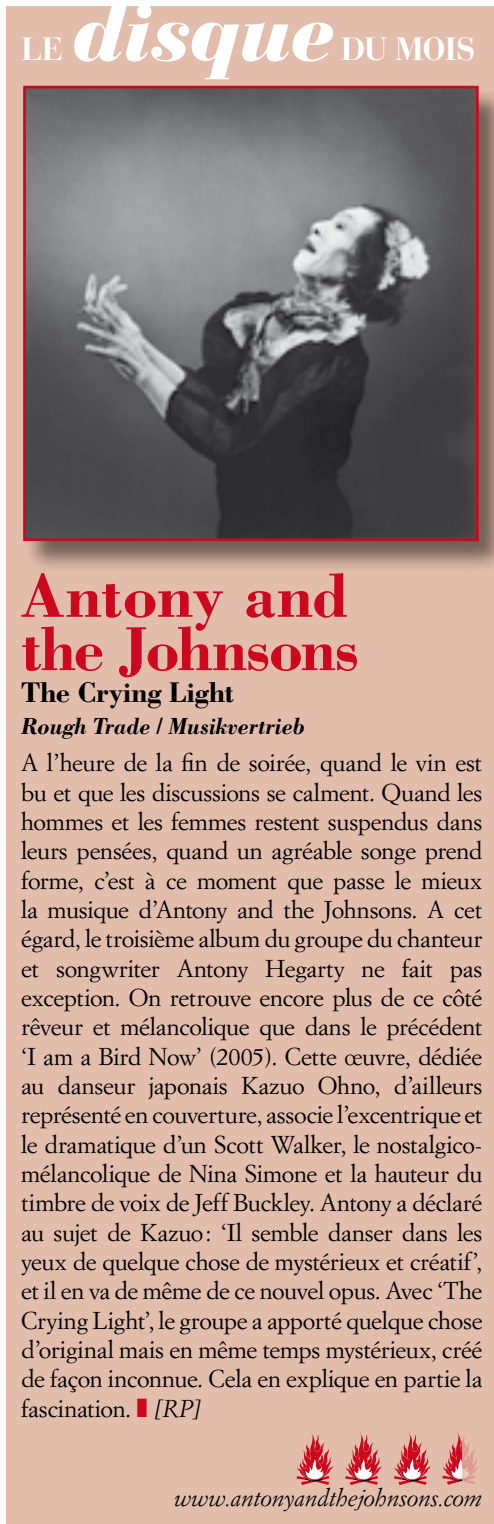 LE disque DU MOIS
Antony and
the Johnsons
The Crying Light
Rough Trade / Musikvertrieb
A l’heure de la fin de soirée, quand le vin est
bu et que les discussions se calment. Quand les
hommes et les femmes restent suspendus dans
leurs pensées, quand un agréable songe prend
forme, c’est à ce moment que passe le mieux
la musique d’Antony and the Johnsons. A cet
égard, le troisième album du groupe du chanteur
et songwriter Antony Hegarty ne fait pas
exception. On retrouve encore plus de ce côté
rêveur et mélancolique que dans le précédent
‘I am a Bird Now’ (2005). Cette œuvre, dédiée
au danseur japonais Kazuo Ohno, d’ailleurs
représenté en couverture, associe l’excentrique et
le dramatique d’un Scott Walker, le nostalgico-
mélancolique de Nina Simone et la hauteur du
timbre de voix de Jeff Buckley. Antony a déclaré
au sujet de Kazuo: ‘Il semble danser dans les
yeux de quelque chose de mystérieux et créatif’,
et il en va de même de ce nouvel opus. Avec ‘The
Crying Light’, le groupe a apporté quelque chose
d’original mais en même temps mystérieux, créé
de façon inconnue. Cela en explique en partie la
fascination. [RP]
www.antonyandthejohnsons.com